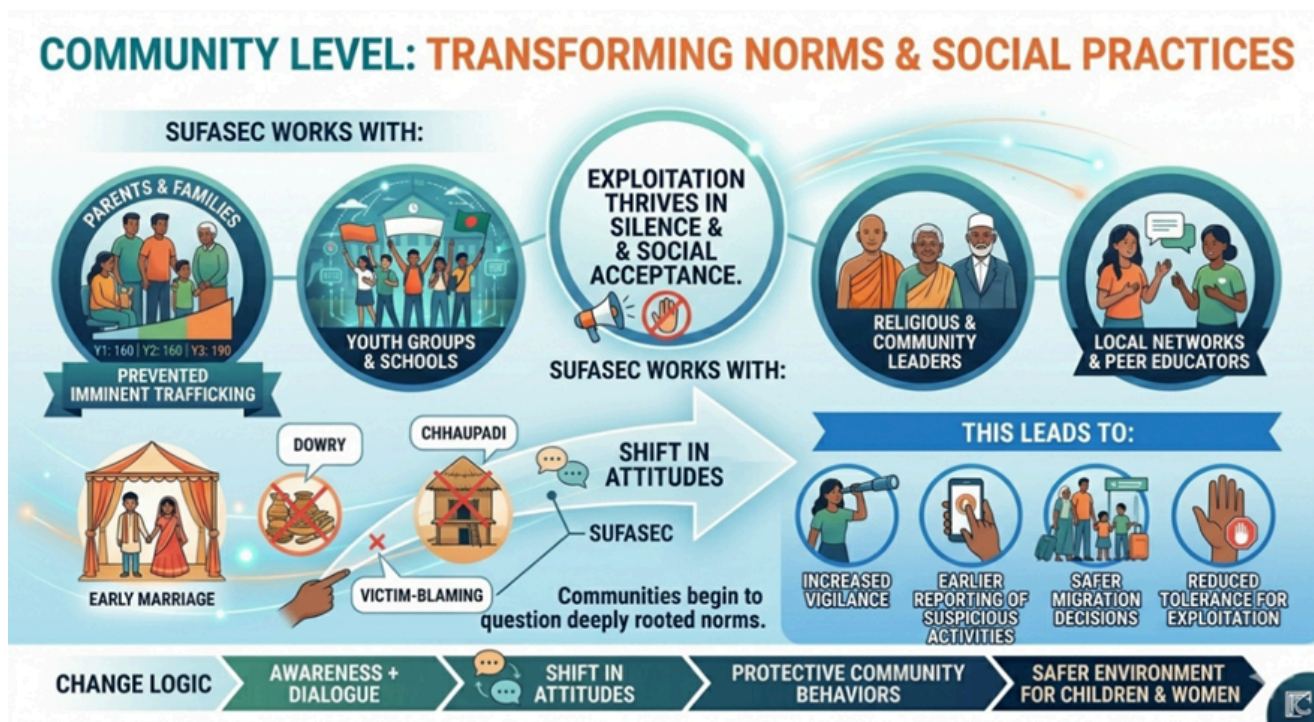 COMMUNITY LEVEL: TRANSFORMING NORMS & SOCIAL PRACTICES
SUFASEC WORKS WITH:
PARENTS & FAMILIES
Y1: 160 | Y2: 160 | Y3: 190
PREVENTED
IMMINENT TRAFFICKING
YOUTH GROUPS
& SCHOOLS
EXPLOITATION
THRIVES IN
SILENCE &
& SOCIAL
ACCEPTANCE.
SUFASEC WORKS WITH:
RELIGIOUS &
COMMUNITY
LEADERS
LOCAL NETWORKS
& PEER EDUCATORS
EARLY MARRIAGE
DOWRY
CHHAUPADI
VICTIM-BLAMING
SHIFT IN
ATTITUDES
SUFASEC
Communities begin to
question deeply rooted norms.
THIS LEADS TO:
INCREASED
VIGILANCE
EARLIER
REPORTING OF
SUSPICIOUS
ACTIVITIES
SAFER
MIGRATION
DECISIONS
REDUCED
TOLERANCE FOR
EXPLOITATION
CHANGE LOGIC
AWARENESS +
DIALOGUE
SHIFT IN
ATTITUDES
PROTECTIVE COMMUNITY
BEHAVIORS
SAFER ENVIRONMENT
FOR CHILDREN & WOMEN